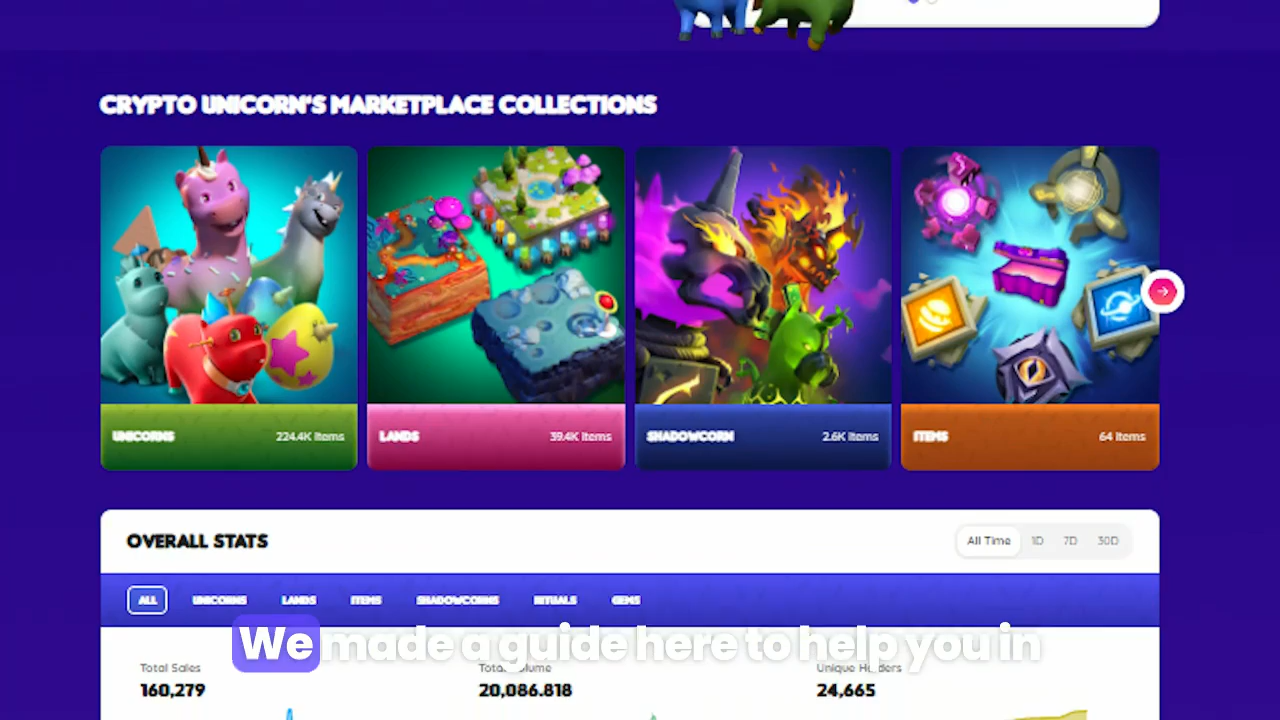 CRYPTO UNICORN'S MARKETPLACE COLLECTIONS
UNICORNS 224.4K Items
LANDS 39.4K Items
SHADOWCORN 2.6K Items
ITEMS 64 Items
OVERALL STATS
All Time 1D 7D 30D
ALL UNICORNS LANDS ITEMS SHADOWCORNS RITUALS GEMS
We made a guide here to help you in
Total Sales Total Volume Unique Holders
160,279 20,086.818 24,665